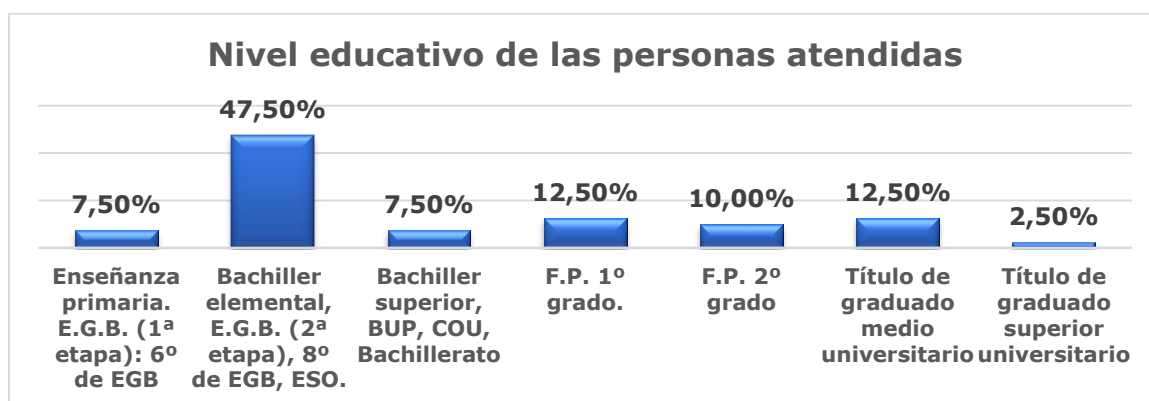 Nivel educativo de las personas atendidas
47,50%
7,50%
7,50%
12,50%
10,00%
12,50%
2,50%
Enseñanza
primaria.
E.G.B. (1ª
etapa): 6º
de EGB
Bachiller
elemental,
E.G.B. (2ª
etapa), 8º
de EGB, ESO.
Bachiller
superior,
BUP, COU,
Bachillerato
F.P. 1º
grado.
F.P. 2º
grado
Título de
graduado
medio
universitario
Título de
graduado
superior
universitario